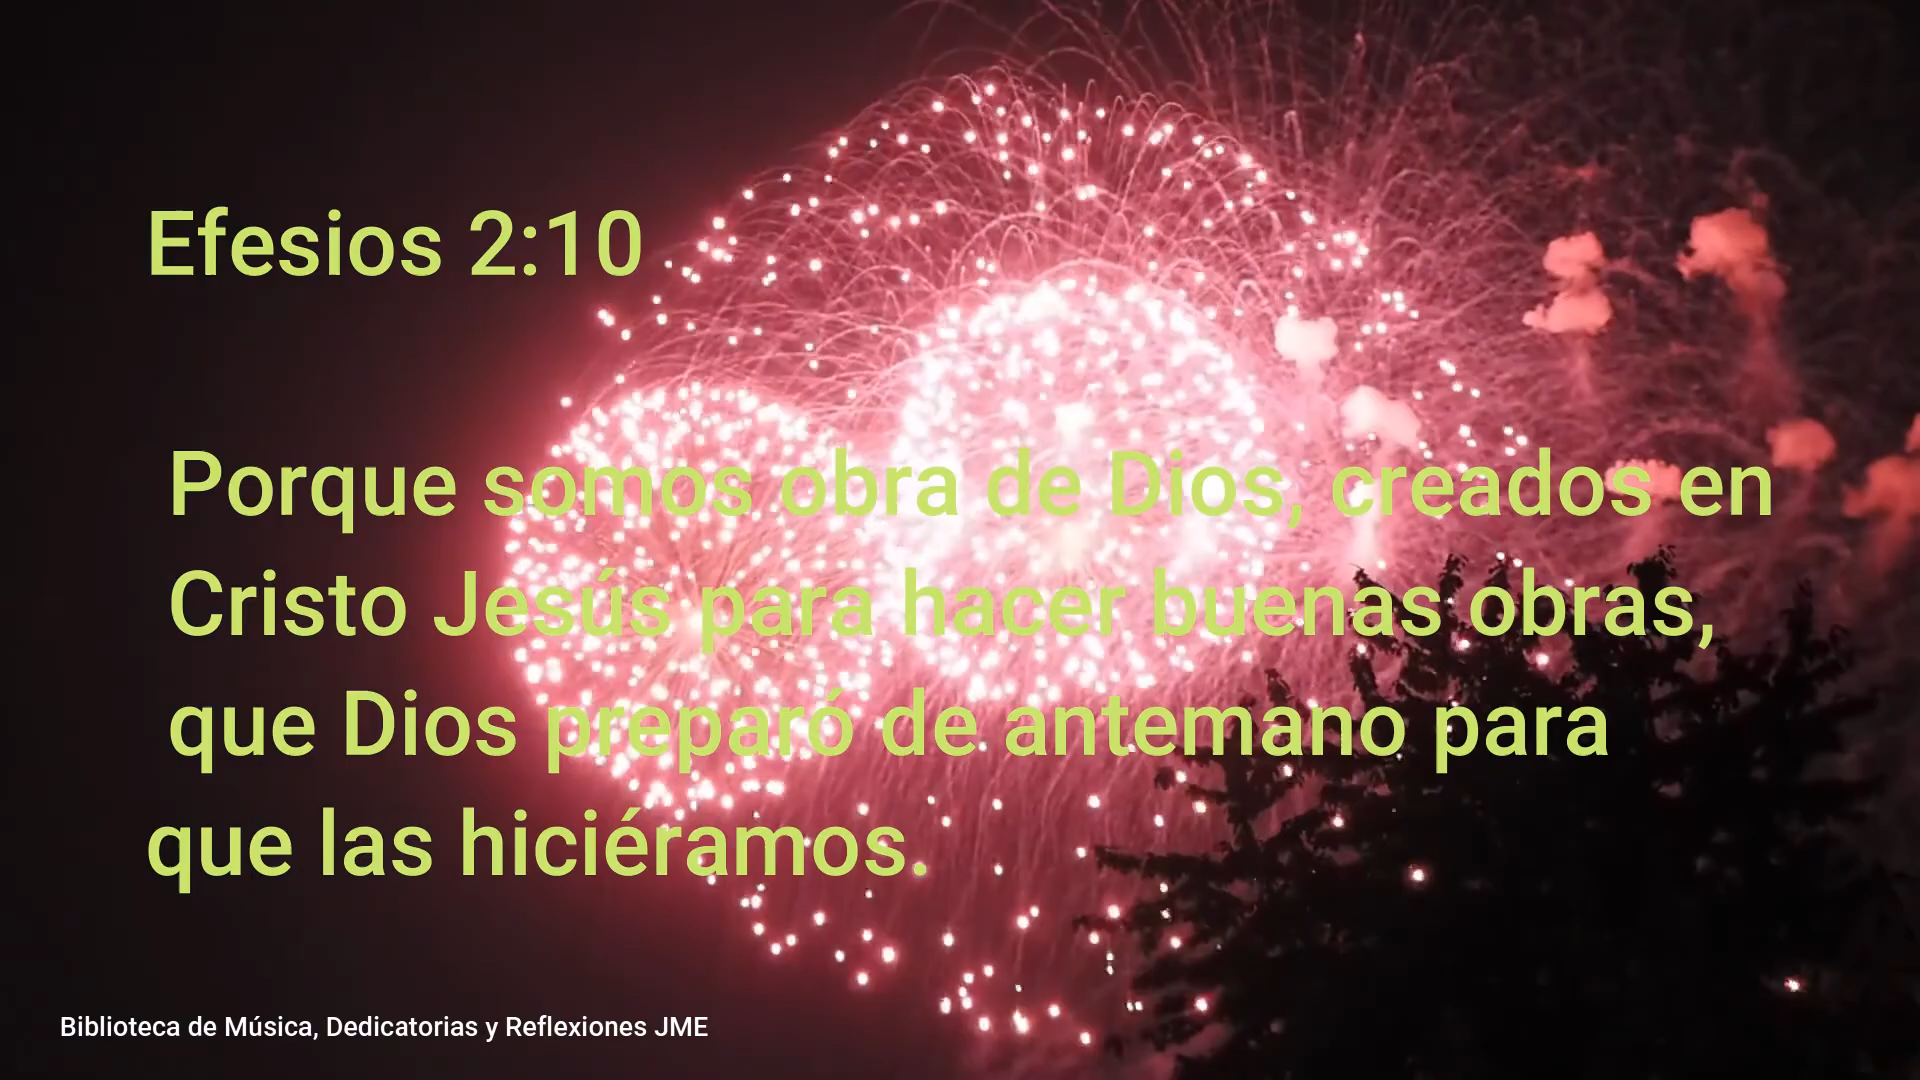 Efesios 2:10
Porque somos obra de Dios, creados en
Cristo Jesús para hacer buenas obras,
que Dios preparó de antemano para
que las hiciéramos.
Biblioteca de Música, Dedicatorias y Reflexiones JME